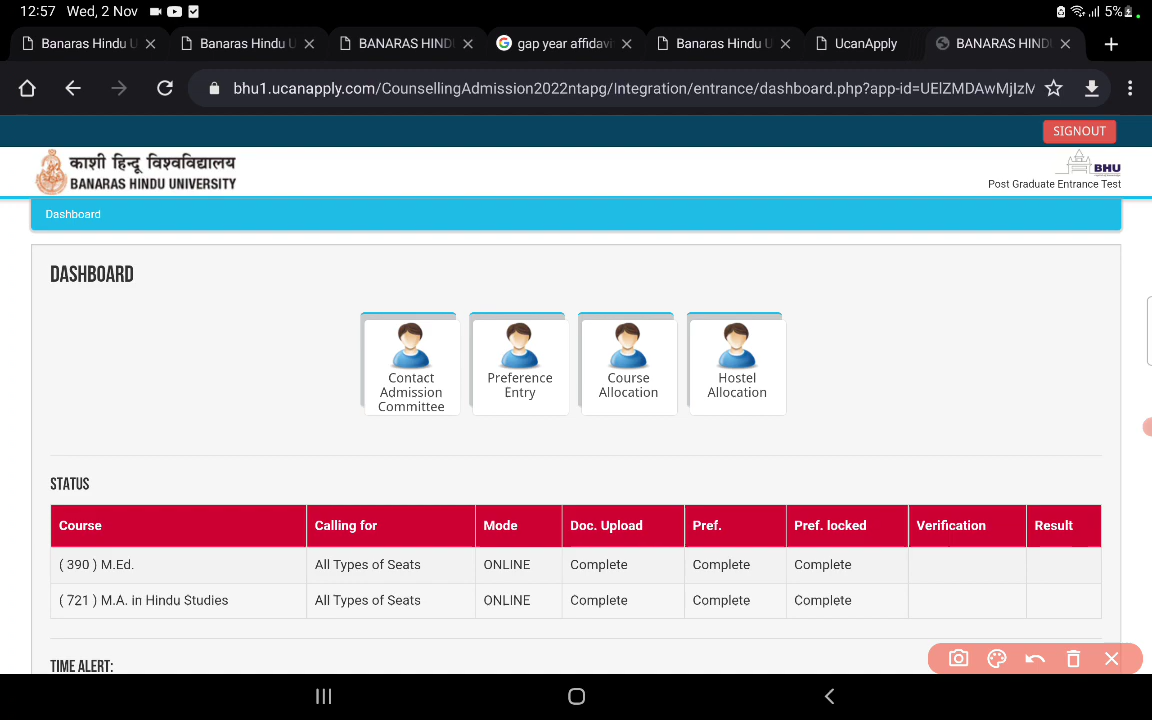 12:57 Wed, 2 Nov
5%
Banaras Hindu U
Banaras Hindu U
BANARAS HIND
gap year affidavi
Banaras Hindu U
UcanApply
BANARAS HIND
bhu1.ucanapply.com/CounsellingAdmission2022ntapg/Integration/entrance/dashboard.php?app-id=
SIGNOUT
काशी हिन्दू विश्वविद्यालय
BANARAS HINDU UNIVERSITY
BHU
Post Graduate Entrance Test
Dashboard
DASHBOARD
Contact
Admission
Committee
Preference
Entry
Course
Allocation
Hostel
Allocation
STATUS
Course Calling for Mode Doc. Upload Pref. Pref. locked Verification Result
( 390 ) M.Ed. All Types of Seats ONLINE Complete Complete Complete
( 721 ) M.A. in Hindu Studies All Types of Seats ONLINE Complete Complete Complete
TIME ALERT: